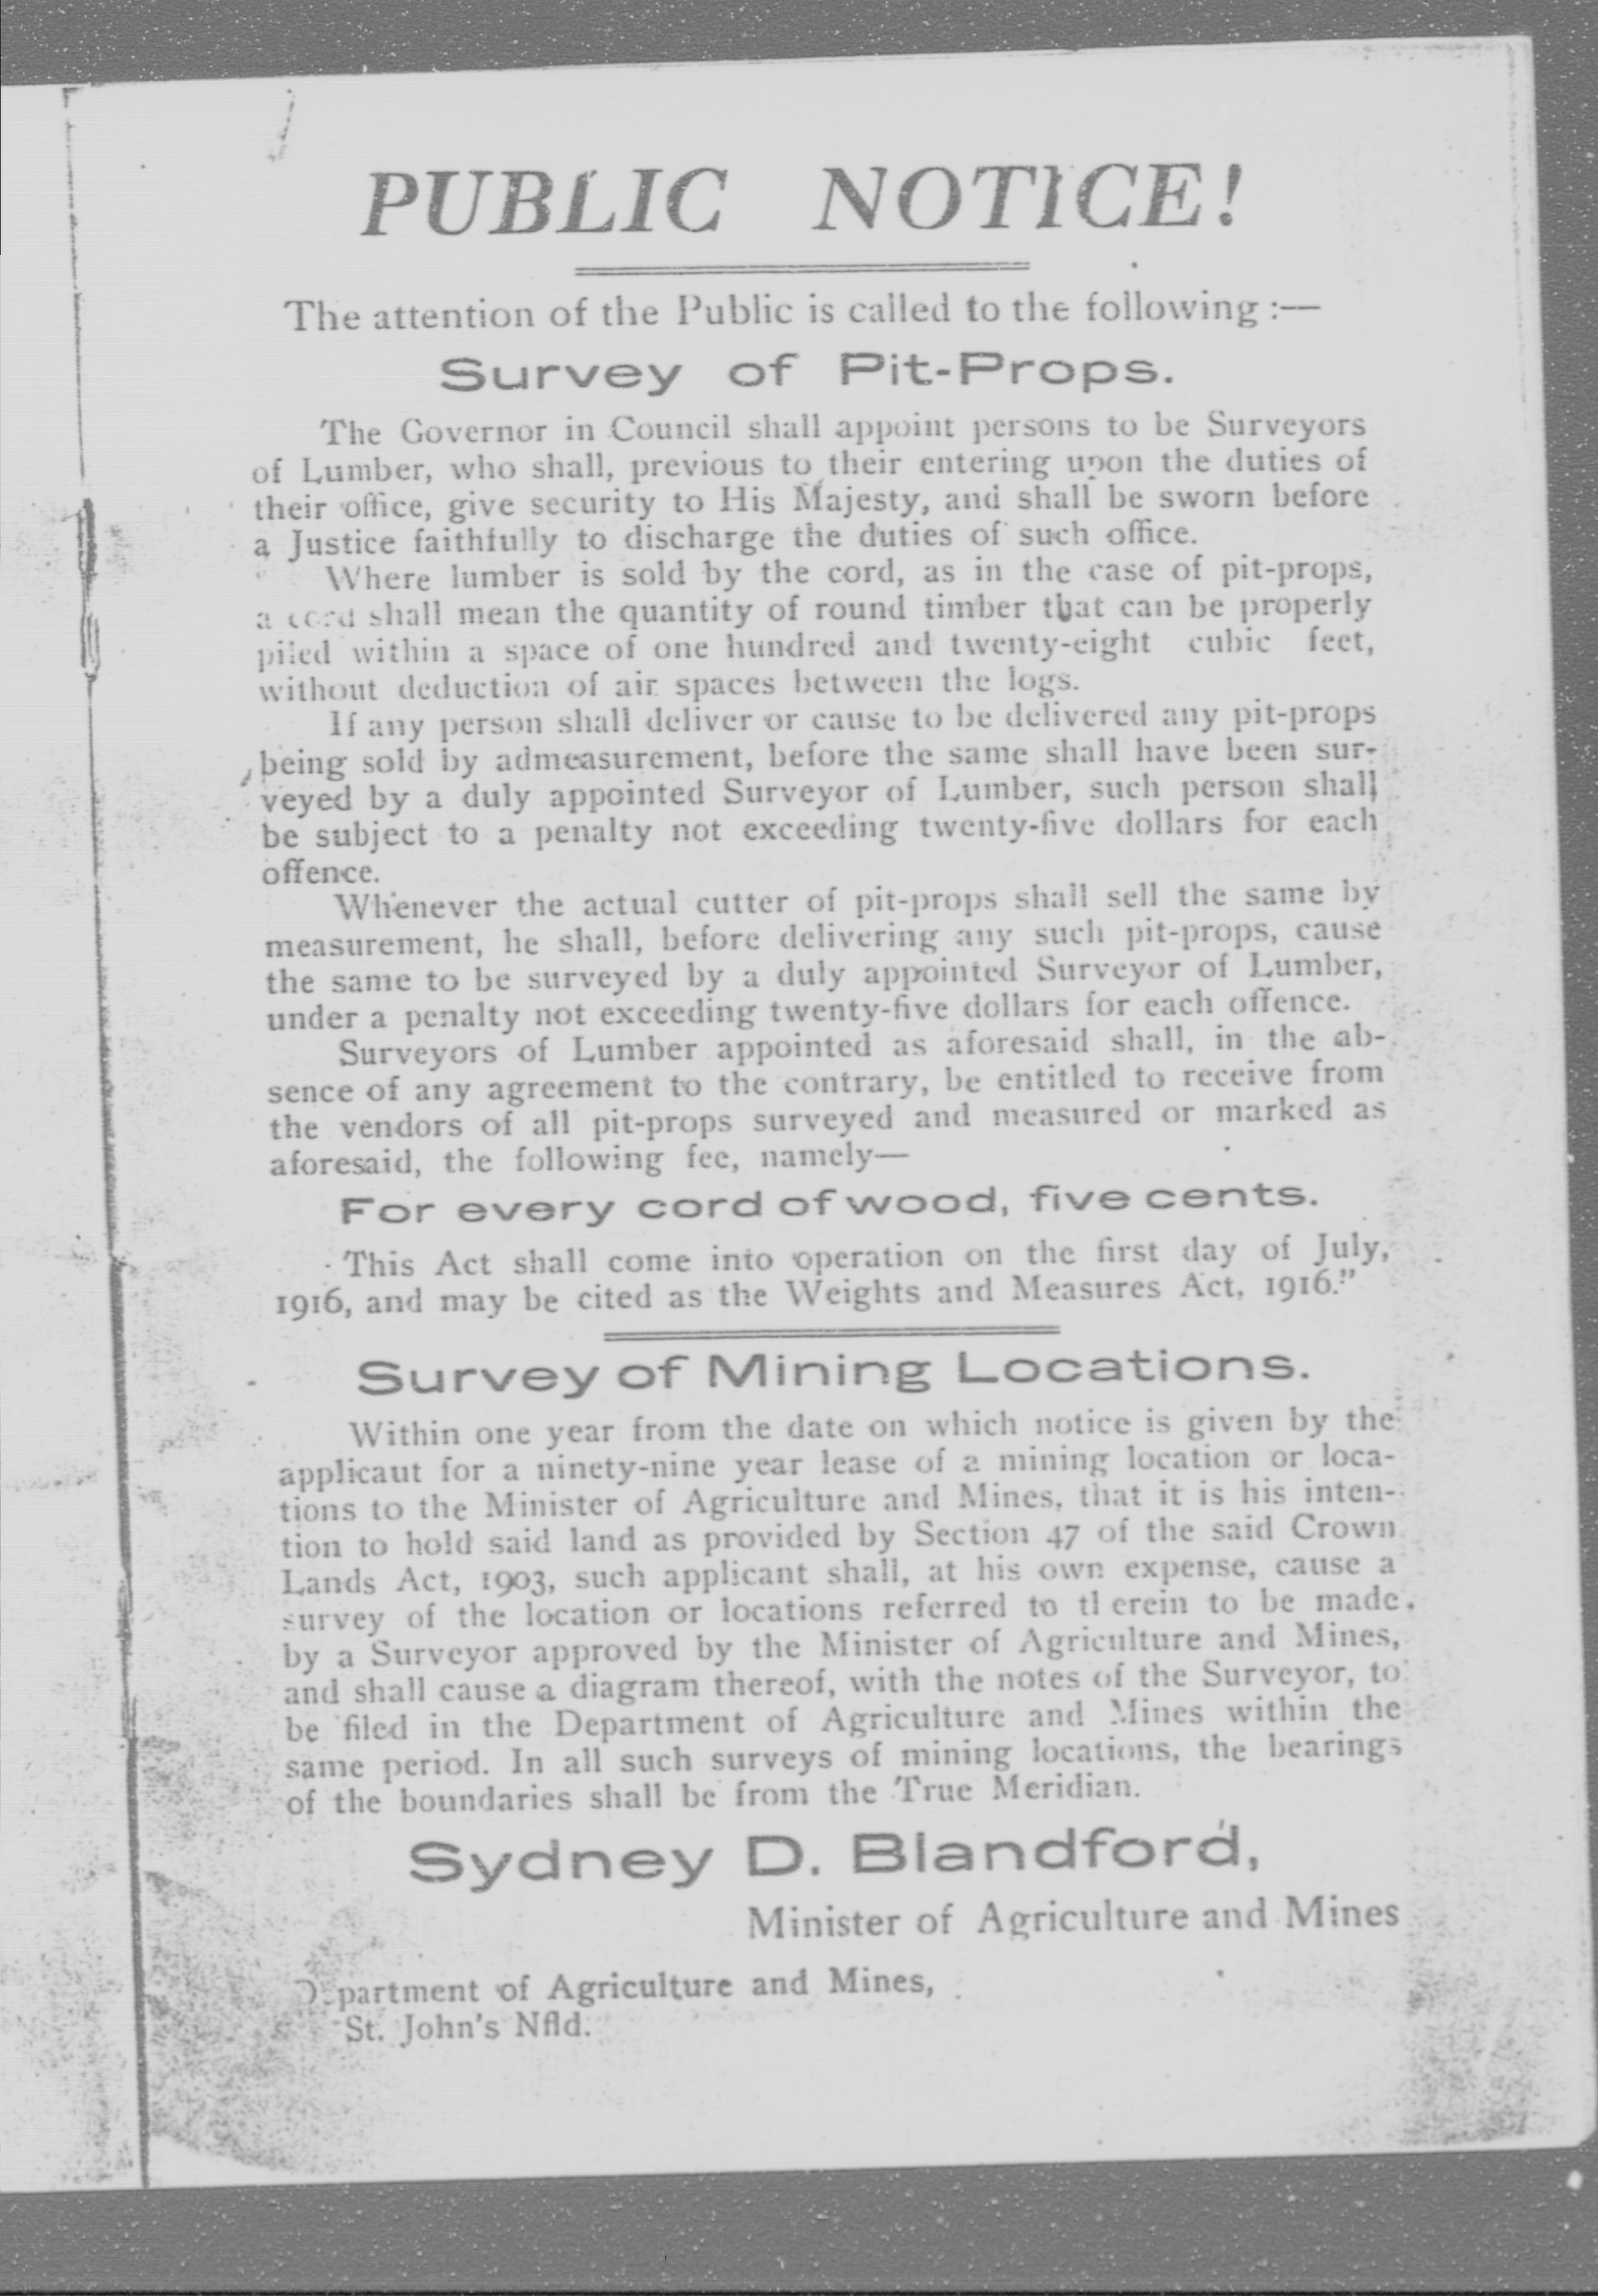 PUBLIC NOTICE!
The attention of the Public is called to the following :—
Survey of Pit-Props.
The Governor in Council shall appoint persons to be Surveyors
of Lumber, who shall, previous to their entering upon the duties of
their office, give security to His Majesty, and shall be sworn before
a Justice faithfully to discharge the duties of such office.
Where lumber is sold by the cord, as in the case of pit-props,
a cord shall mean the quantity of round timber that can be properly
piled within a space of one hundred and twenty-eight cubic feet,
without deduction of air spaces between the logs.
If any person shall deliver or cause to be delivered any pit-props
being sold by admeasurement, before the same shall have been sur-
veyed by a duly appointed Surveyor of Lumber, such person shall
be subject to a penalty not exceeding twenty-five dollars for each
offence.
Whenever the actual cutter of pit-props shall sell the same by
measurement, he shall, before delivering any such pit-props, cause
the same to be surveyed by a duly appointed Surveyor of Lumber,
under a penalty not exceeding twenty-five dollars for each offence.
Surveyors of Lumber appointed as aforesaid shall, in the ab-
sence of any agreement to the contrary, be entitled to receive from
the vendors of all pit-props surveyed and measured or marked as
aforesaid, the following fee, namely—
For every cord of wood, five cents.
This Act shall come into operation on the first day of July,
1916, and may be cited as the Weights and Measures Act, 1916."
Survey of Mining Locations.
Within one year from the date on which notice is given by the
applicaut for a ninety-nine year lease of a mining location or loca-
tions to the Minister of Agriculture and Mines, that it is his inten-
tion to hold said land as provided by Section 47 of the said Crown
Lands Act, 1903, such applicant shall, at his own expense, cause a
survey of the location or locations referred to therein to be made
by a Surveyor approved by the Minister of Agriculture and Mines,
and shall cause a diagram thereof, with the notes of the Surveyor, to
be filed in the Department of Agriculture and Mines within the
same period. In all such surveys of mining locations, the bearings
of the boundaries shall be from the True Meridian.
Sydney D. Blandford,
Minister of Agriculture and Mines
Department of Agriculture and Mines,
St. John's Nfld.